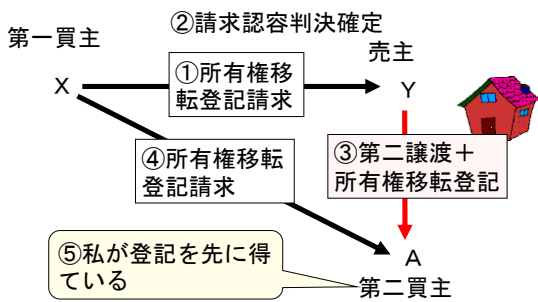 ②請求認容判決確定
第一買主
売主
X
①所有権移
転登記請求
Y
④所有権移転
登記請求
③第二譲渡＋
所有権移転登記
⑤私が登記を先に得
ている
A
第二買主